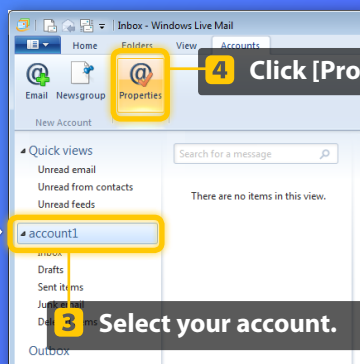 Inbox - Windows Live Mail
Home Folders View Accounts
Email Newsgroup Properties
New Account
4 Click [Pro
Quick views
Unread email
Unread from contacts
Unread feeds
Search for a message
There are no items in this view.
account1
Inbox
Drafts
Sent items
Junk email
3 Select your account.
Outbox